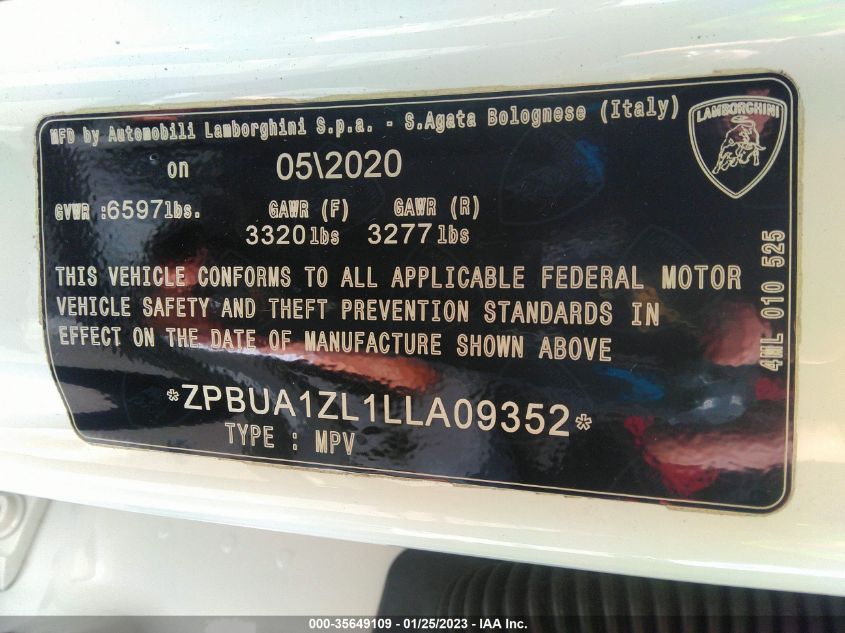 MFD by Automobili Lamborghini S.p.a. - S.Agata Bolognese (Italy)
LAMBORGHINI
on 05\2020
GVWR :6597lbs. GAWR (F) GAWR (R)
3320lbs 3277lbs
THIS VEHICLE CONFORMS TO ALL APPLICABLE FEDERAL MOTOR
VEHICLE SAFETY AND THEFT PREVENTION STANDARDS IN
EFFECT ON THE DATE OF MANUFACTURE SHOWN ABOVE
4ML 010 525
*ZPBUA1ZL1LLA09352*
TYPE : MPV
000-35649109 — 01/25/2023 — IAA Inc.